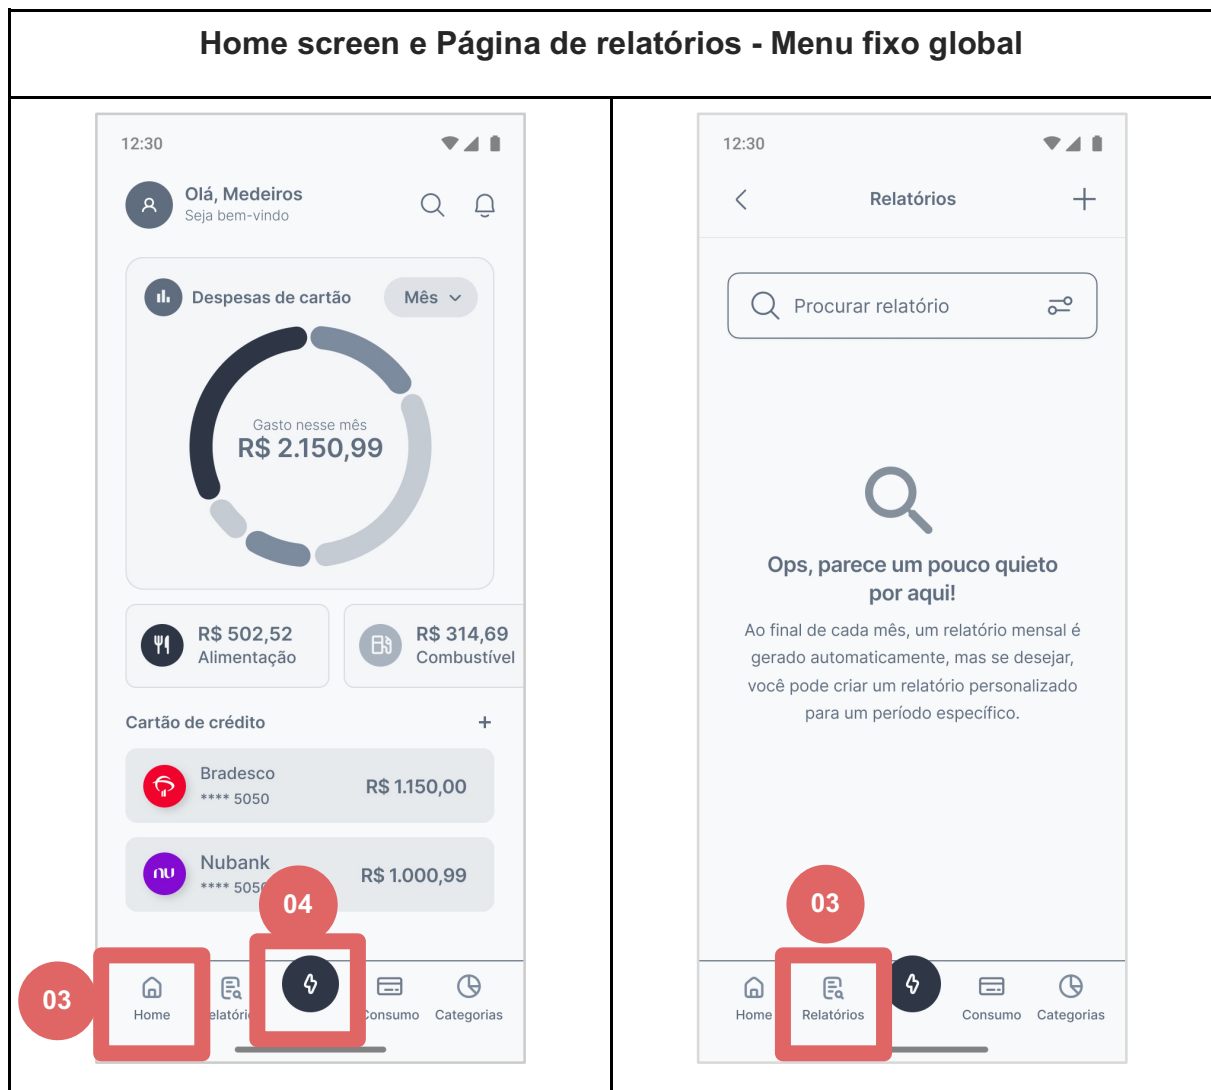 Home screen e Página de relatórios - Menu fixo global
12:30
Olá, Medeiros
Seja bem-vindo
Despesas de cartão
Mês
Gasto nesse mês
R$ 2.150,99
R$ 502,52
Alimentação
R$ 314,69
Combustível
Cartão de crédito
+
Bradesco
**** 5050
R$ 1.150,00
nu
Nubank
**** 505
R$ 1.000,99
04
03
Home
elatóri
Consumo
Categorias
12:30
Relatórios
Procurar relatório
Ops, parece um pouco quieto
por aqui!
Ao final de cada mês, um relatório mensal é
gerado automaticamente, mas se desejar,
você pode criar um relatório personalizado
para um período específico.
03
Home
Relatórios
Consumo
Categorias